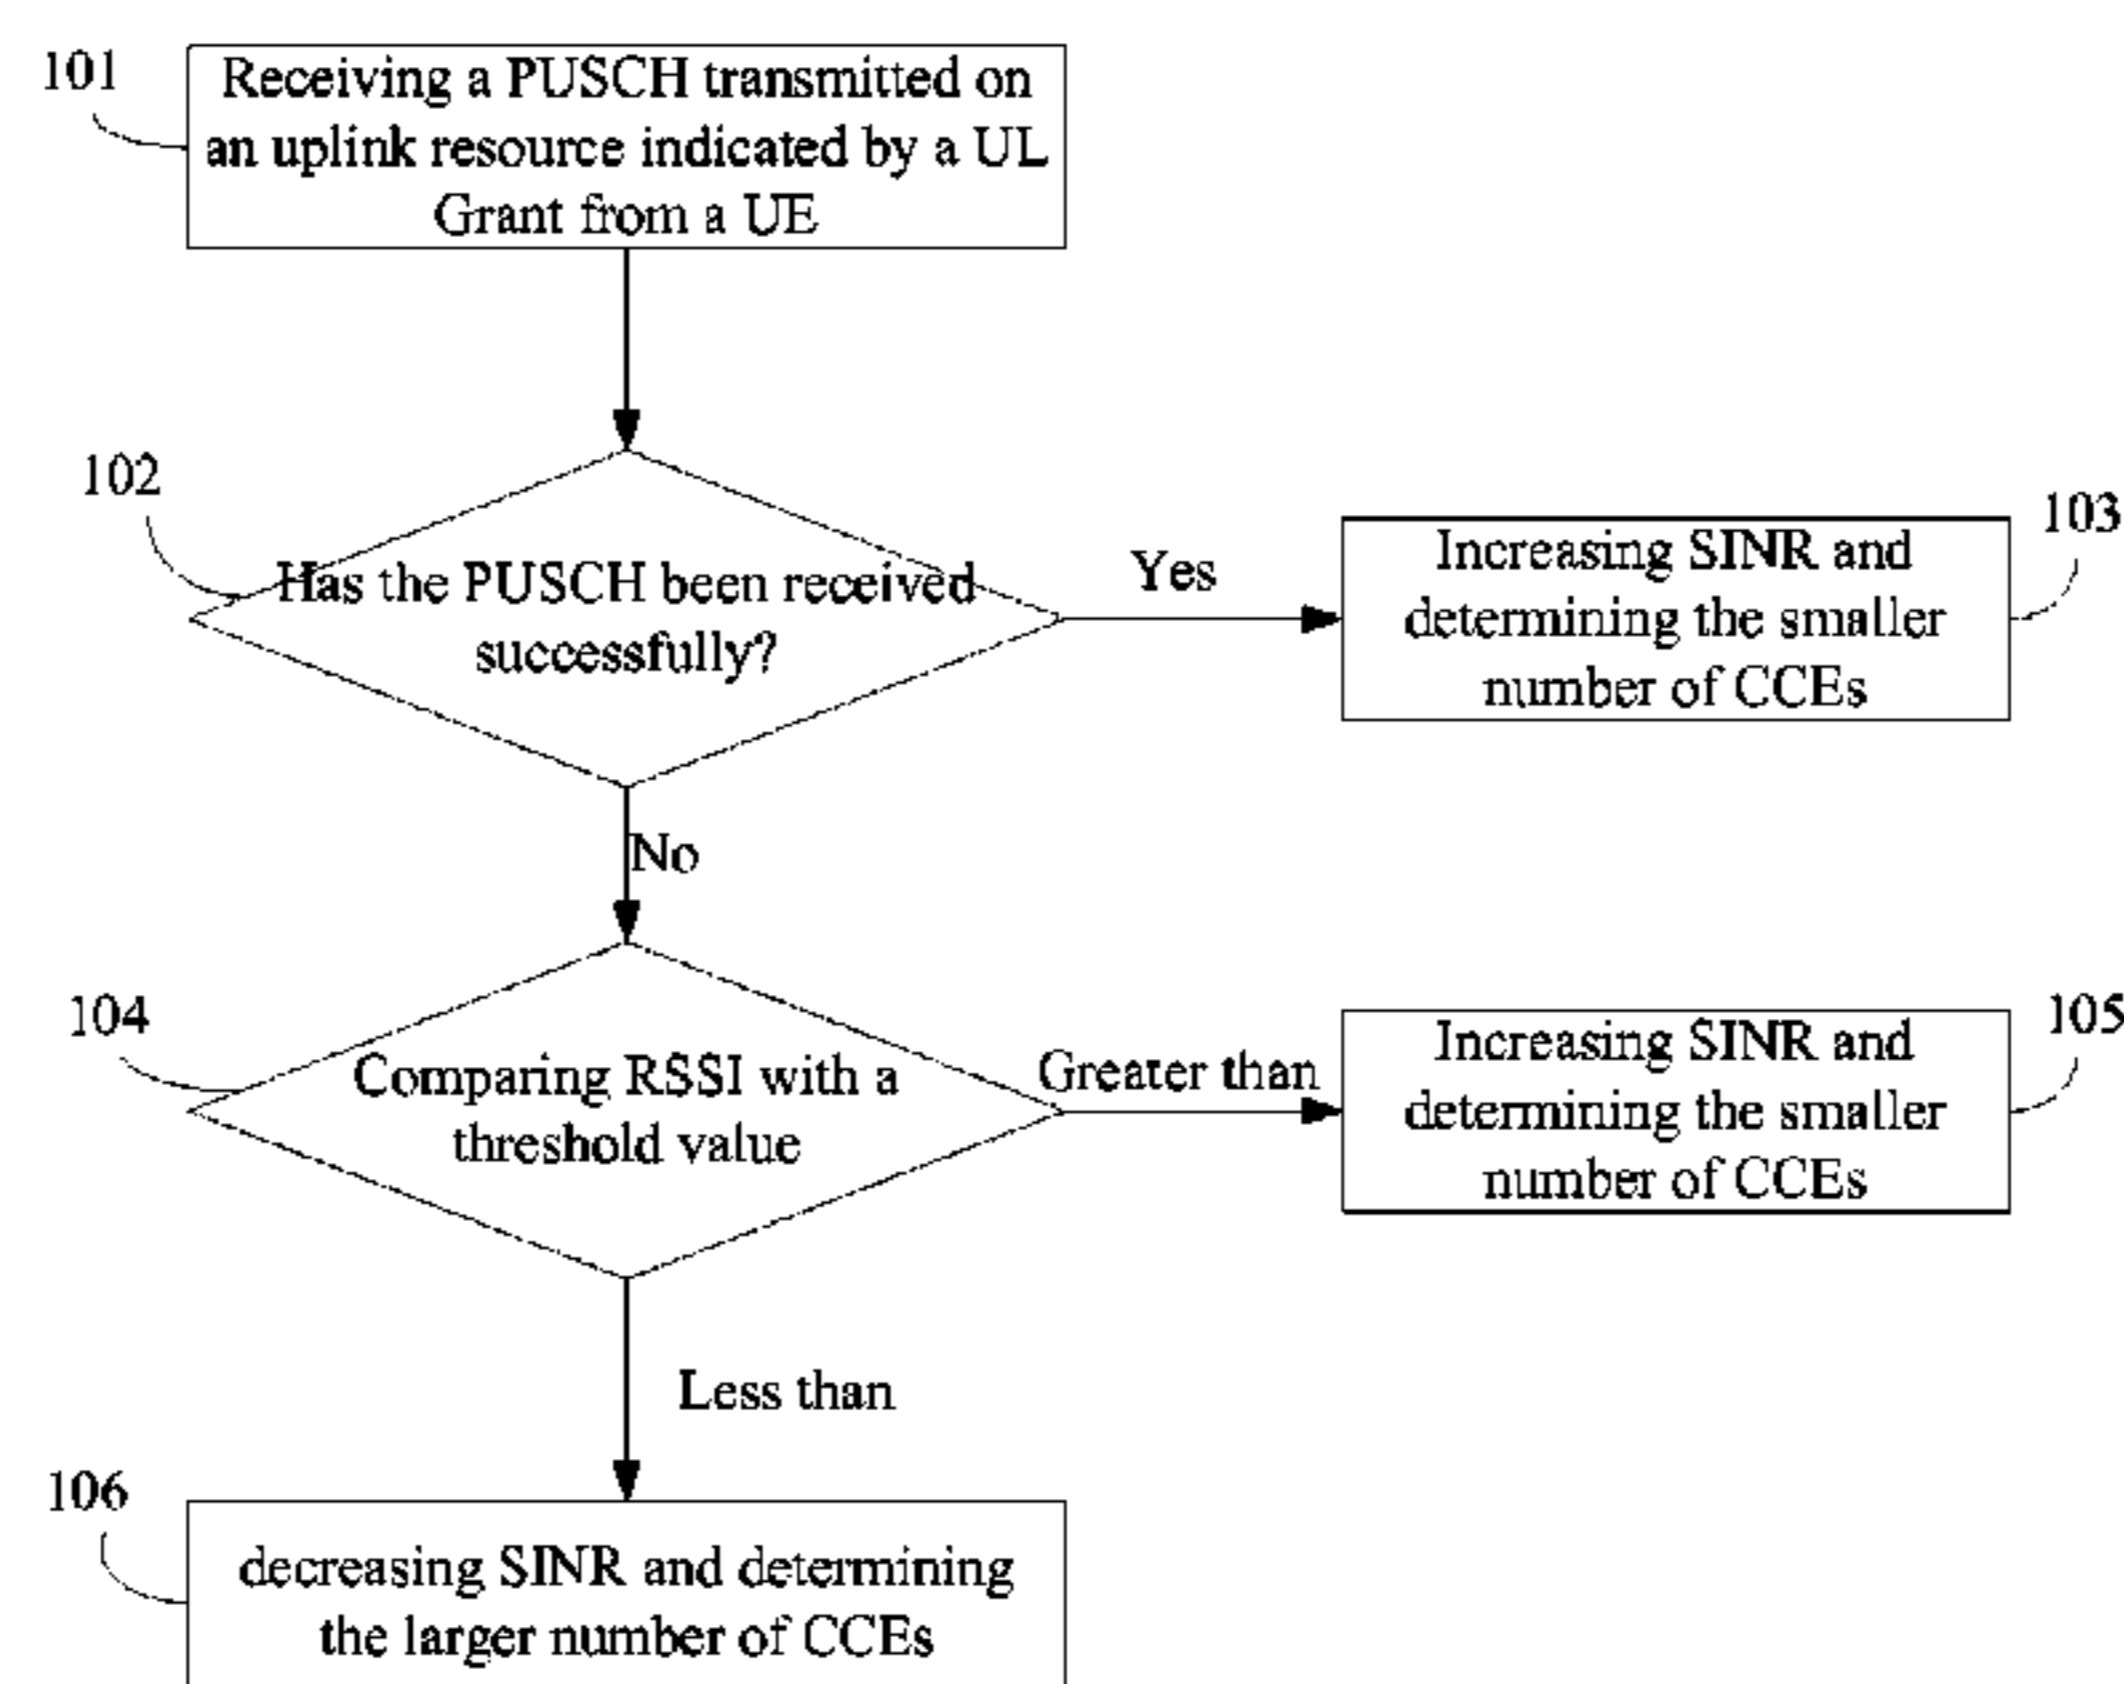 101
Receiving a PUSCH transmitted on
an uplink resource indicated by a UL
Grant from a UE
102
Has the PUSCH been received
successfully?
Yes
103
Increasing SINR and
determining the smaller
number of CCEs
No
104
Comparing RSSI with a
threshold value
Greater than
105
Increasing SINR and
determining the smaller
number of CCEs
Less than
106
decreasing SINR and determining
the larger number of CCEs